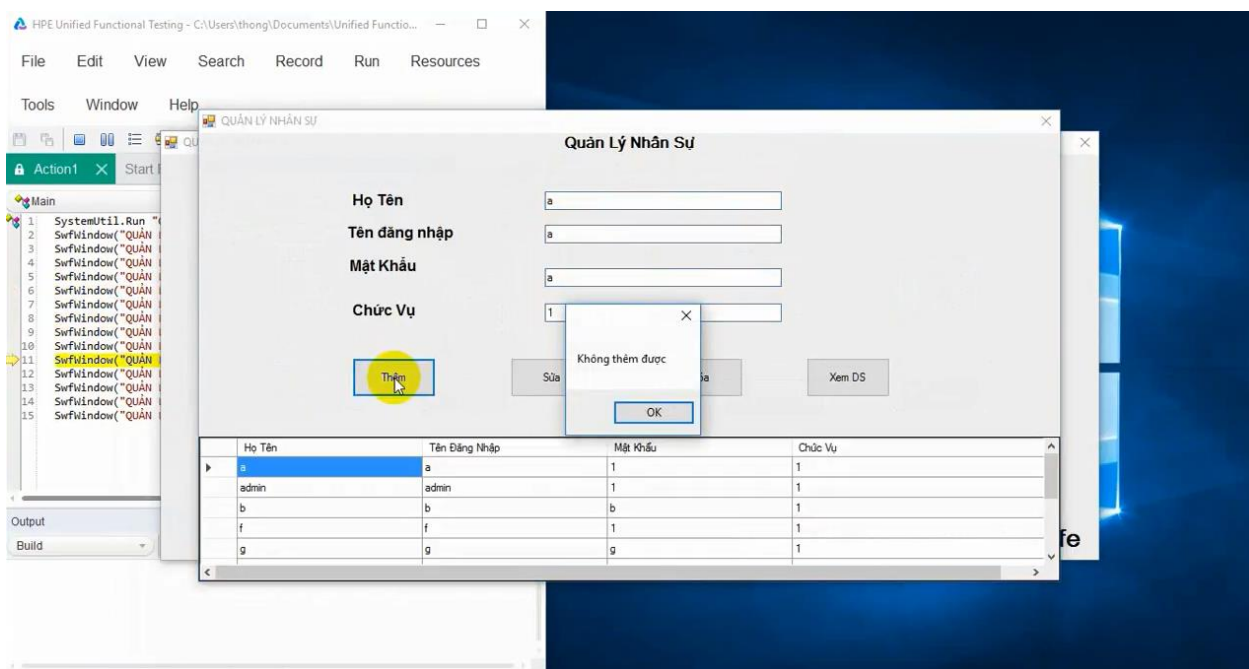 HPE Unified Functional Testing - C:\Users\thong\Documents\Unified Functio...
File Edit View Search Record Run Resources
Tools Window Help
QUẢN LÝ NHÂN SỰ
QU
Quản Lý Nhân Sự
Action1 Start
Main
Họ Tên a
Tên đăng nhập a
Mật Khẩu a
Chức Vụ 1
1 SystemUtil.Run "
2 SwfWindow("QUẢN
3 SwfWindow("QUẢN
4 SwfWindow("QUẢN
5 SwfWindow("QUẢN
6 SwfWindow("QUẢN
7 SwfWindow("QUẢN
8 SwfWindow("QUẢN
9 SwfWindow("QUẢN
10 SwfWindow("QUẢN
11 SwfWindow("QUẢN
12 SwfWindow("QUẢN
13 SwfWindow("QUẢN
14 SwfWindow("QUẢN
15 SwfWindow("QUẢN
Không thêm được
OK
Thêm Sửa Xem DS
Họ Tên Tên Đăng Nhập Mật Khẩu Chức Vụ
a a 1 1
admin admin 1 1
b b b 1
f f 1 1
g g g 1
Output
Build
fe